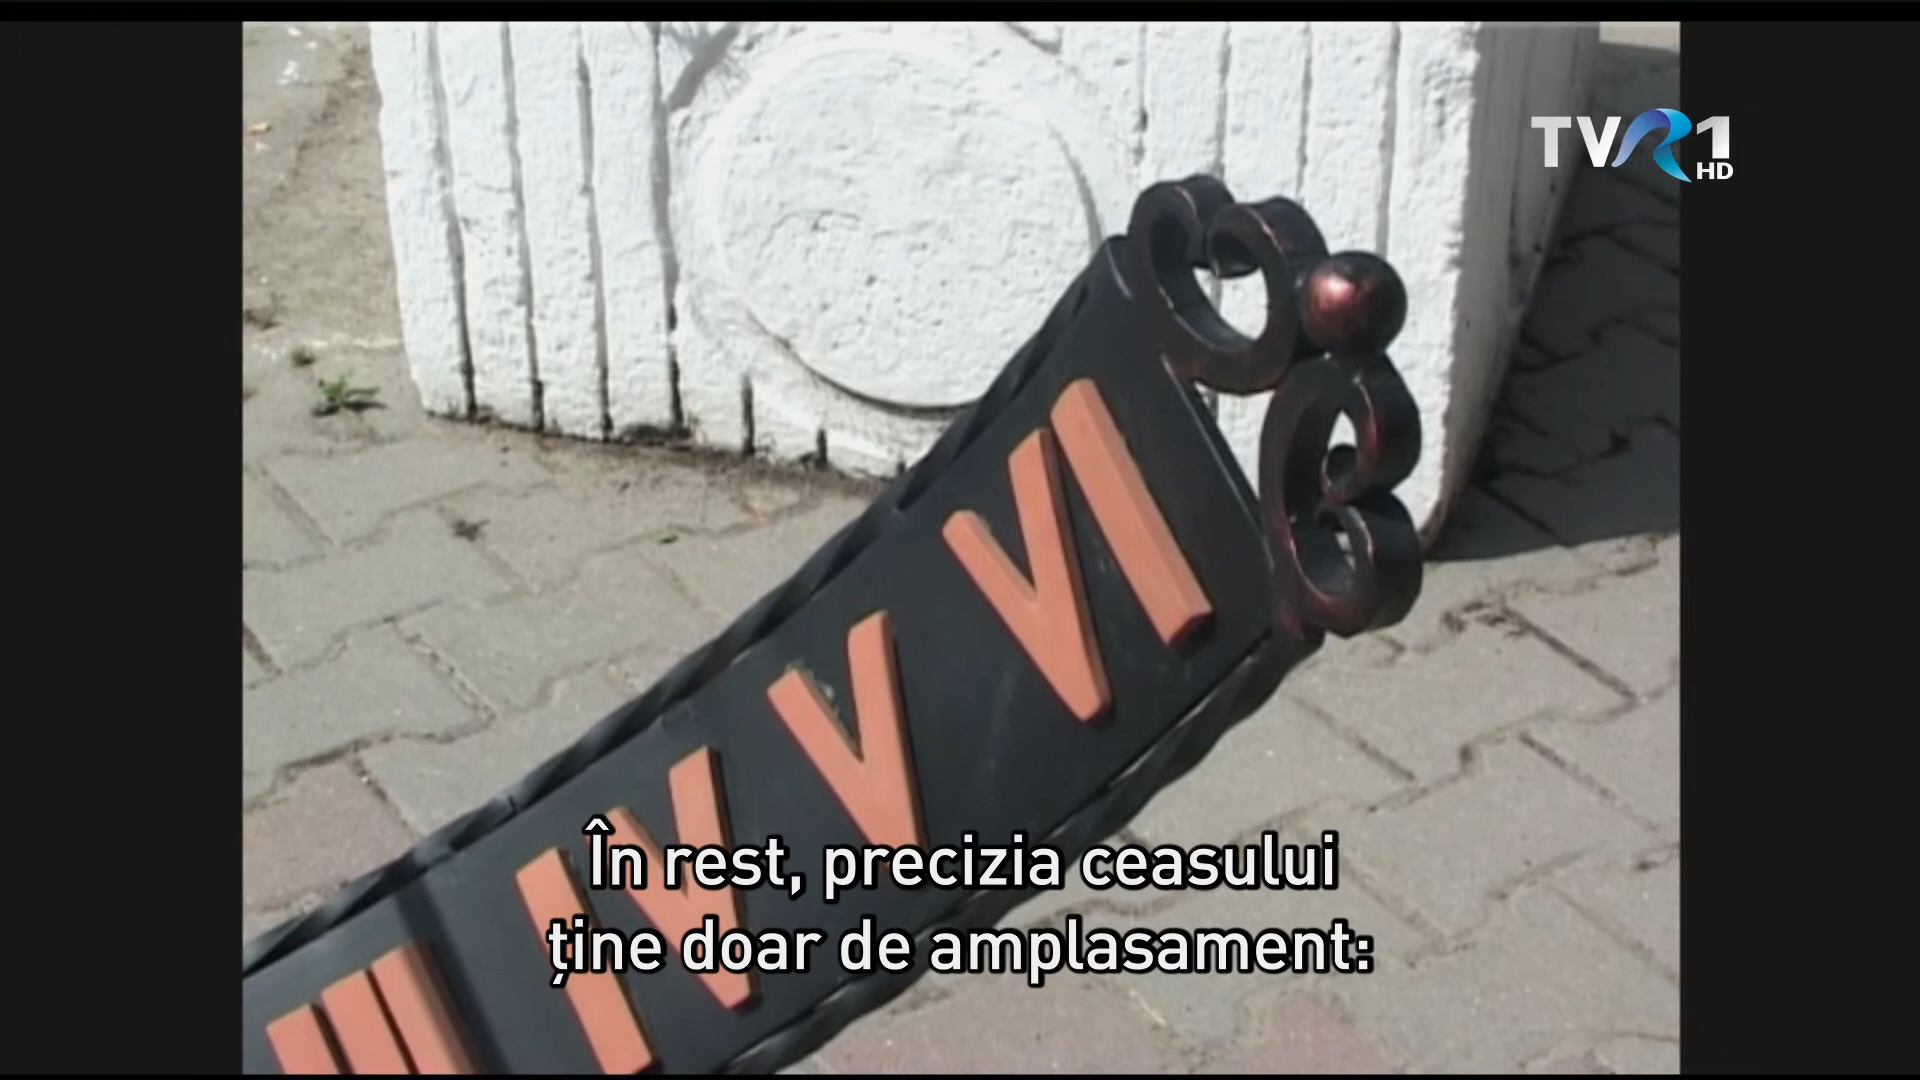 TVR1
HD
VI
V
IV
III
În rest, precizia ceasului
ține doar de amplasament: